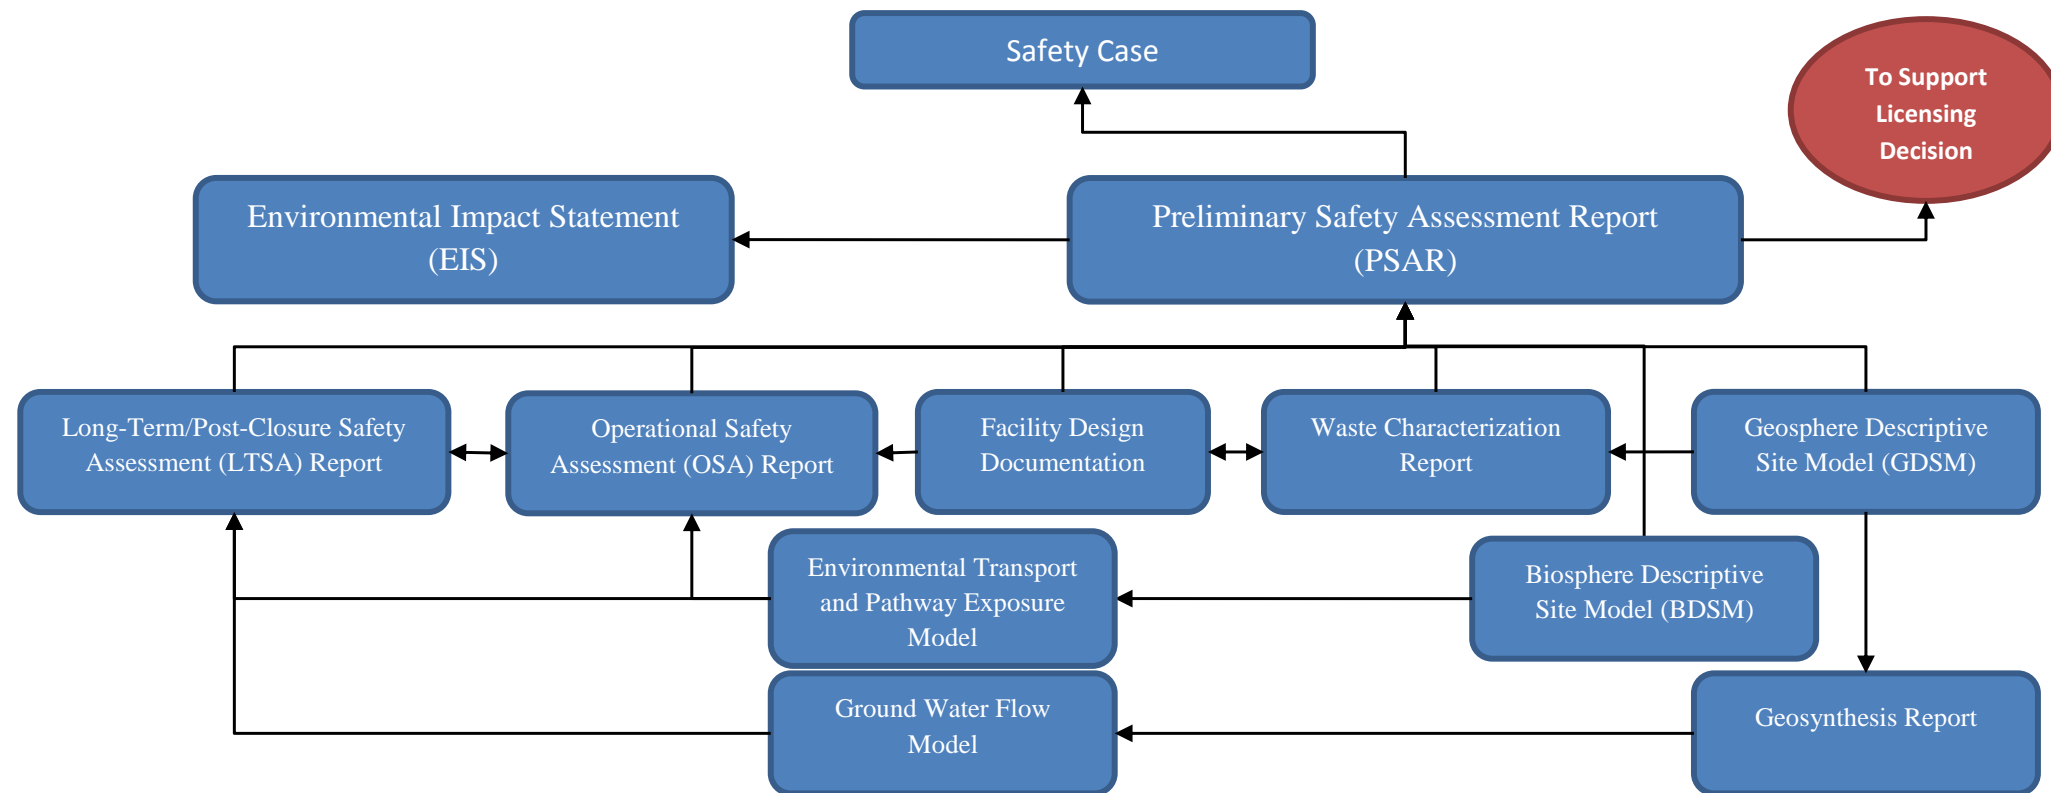 Safety Case
To Support
Licensing
Decision
Environmental Impact Statement
(EIS)
Preliminary Safety Assessment Report
(PSAR)
Long-Term/Post-Closure Safety
Assessment (LTSA) Report
Operational Safety
Assessment (OSA) Report
Facility Design
Documentation
Waste Characterization
Report
Geosphere Descriptive
Site Model (GDSM)
Environmental Transport
and Pathway Exposure
Model
Biosphere Descriptive
Site Model (BDSM)
Ground Water Flow
Model
Geosynthesis Report